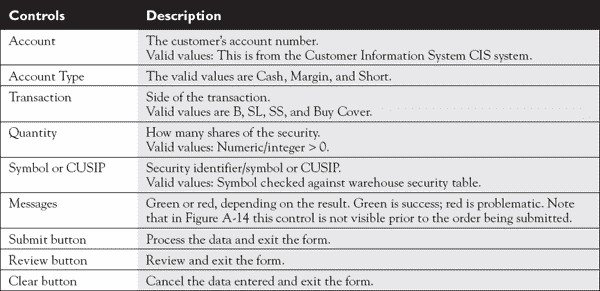 Controls Description
Account The customer's account number.
Valid values: This is from the Customer Information System CIS system.
Account Type The valid values are Cash, Margin, and Short.
Transaction Side of the transaction.
Valid values are B, SL, SS, and Buy Cover.
Quantity How many shares of the security.
Valid values: Numeric/integer > 0.
Symbol or CUSIP Security identifier/symbol or CUSIP.
Valid values: Symbol checked against warehouse security table.
Messages Green or red, depending on the result. Green is success; red is problematic. Note
that in Figure A-14 this control is not visible prior to the order being submitted.
Submit button Process the data and exit the form.
Review button Review and exit the form.
Clear button Cancel the data entered and exit the form.